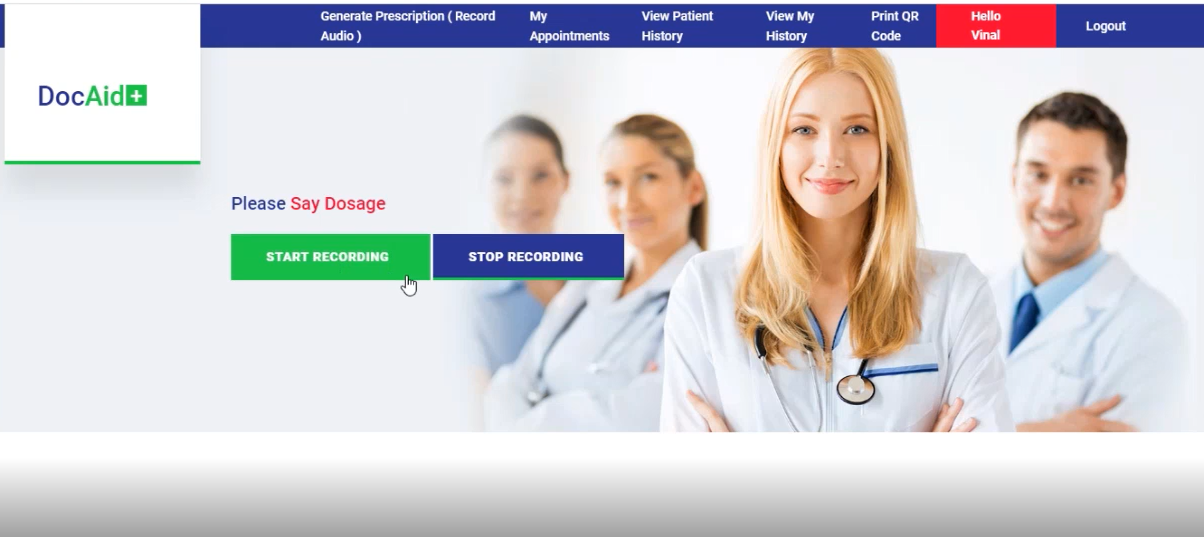 Generate Prescription ( Record
Audio )
My
Appointments
View Patient
History
View My
History
Print QR
Code
Hello
Vinal
Logout
DocAid+
Please Say Dosage
START RECORDING
STOP RECORDING